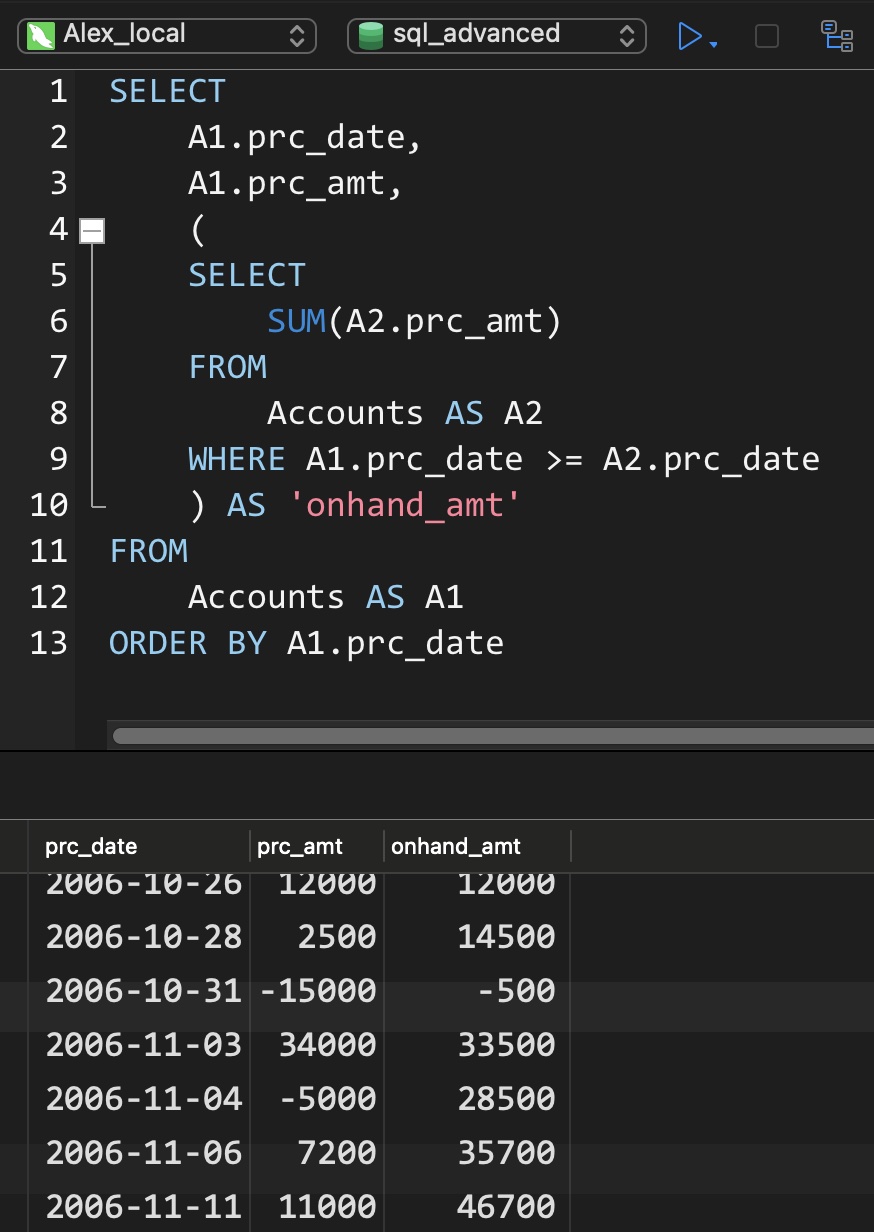 Alex_local sql_advanced
1 SELECT
2 A1.prc_date,
3 A1.prc_amt,
4 (
5 SELECT
6 SUM(A2.prc_amt)
7 FROM
8 Accounts AS A2
9 WHERE A1.prc_date >= A2.prc_date
10 ) AS 'onhand_amt'
11 FROM
12 Accounts AS A1
13 ORDER BY A1.prc_date
prc_date prc_amt onhand_amt
2006-10-26 12000 12000
2006-10-28 2500 14500
2006-10-31 -15000 -500
2006-11-03 34000 33500
2006-11-04 -5000 28500
2006-11-06 7200 35700
2006-11-11 11000 46700